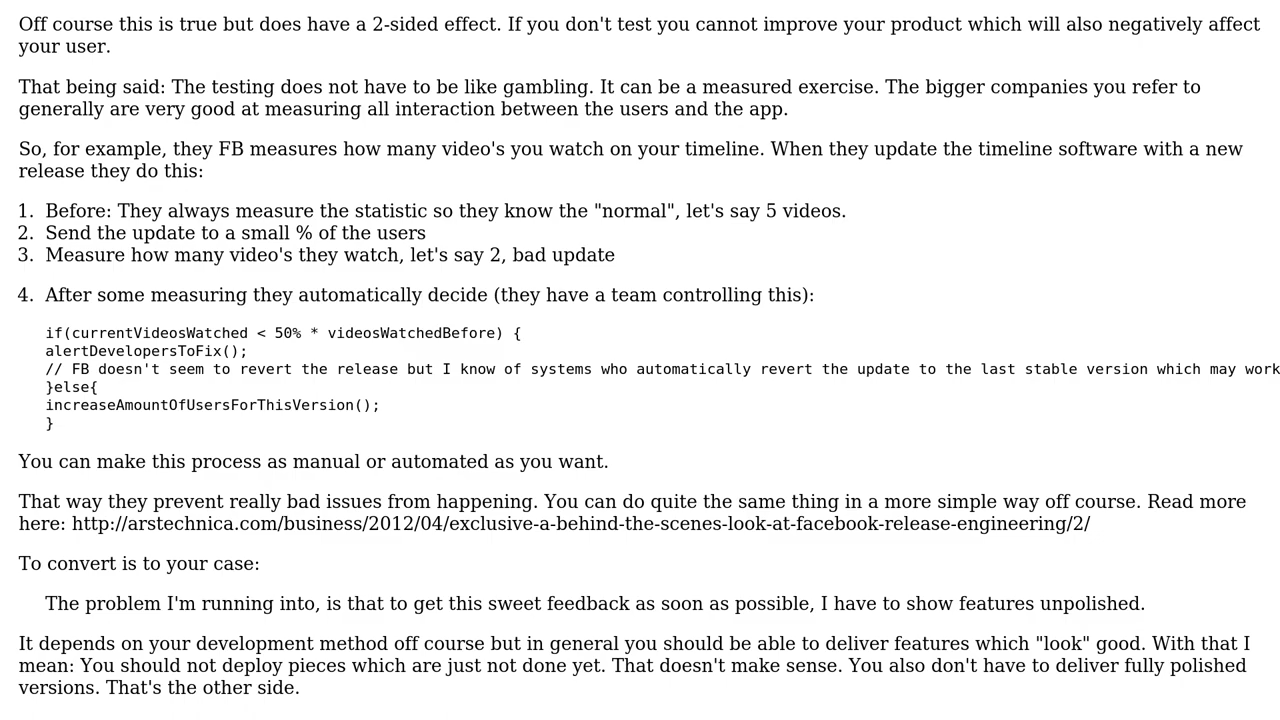 Off course this is true but does have a 2-sided effect. If you don't test you cannot improve your product which will also negatively affect
your user.
That being said: The testing does not have to be like gambling. It can be a measured exercise. The bigger companies you refer to
generally are very good at measuring all interaction between the users and the app.
So, for example, they FB measures how many video's you watch on your timeline. When they update the timeline software with a new
release they do this:
1. Before: They always measure the statistic so they know the "normal", let's say 5 videos.
2. Send the update to a small % of the users
3. Measure how many video's they watch, let's say 2, bad update
4. After some measuring they automatically decide (they have a team controlling this):
if(currentVideosWatched < 50% * videosWatchedBefore) {
alertDevelopersToFix();
// FB doesn't seem to revert the release but I know of systems who automatically revert the update to the last stable version which may work
}else{
increaseAmountOfUsersForThisVersion();
}
You can make this process as manual or automated as you want.
That way they prevent really bad issues from happening. You can do quite the same thing in a more simple way off course. Read more
here: http://arstechnica.com/business/2012/04/exclusive-a-behind-the-scenes-look-at-facebook-release-engineering/2/
To convert is to your case:
The problem I'm running into, is that to get this sweet feedback as soon as possible, I have to show features unpolished.
It depends on your development method off course but in general you should be able to deliver features which "look" good. With that I
mean: You should not deploy pieces which are just not done yet. That doesn't make sense. You also don't have to deliver fully polished
versions. That's the other side.